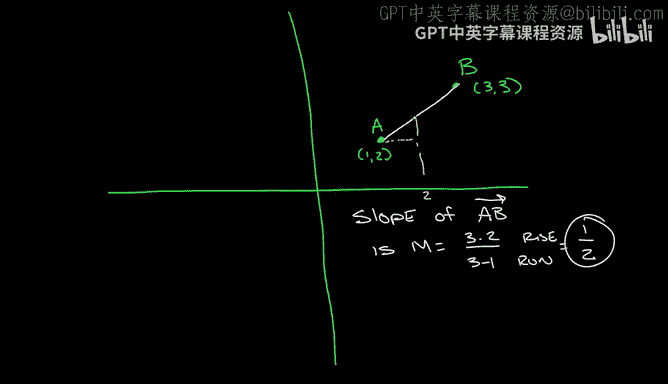 GPT中英字幕课程资源@bilibili.com
GPT中英字幕课程资源 bilibili
B
(3,3)
A
(1,2)
2
SLOPE of AB
is M = 3-2 RISE = 1
3-1 RUN 2